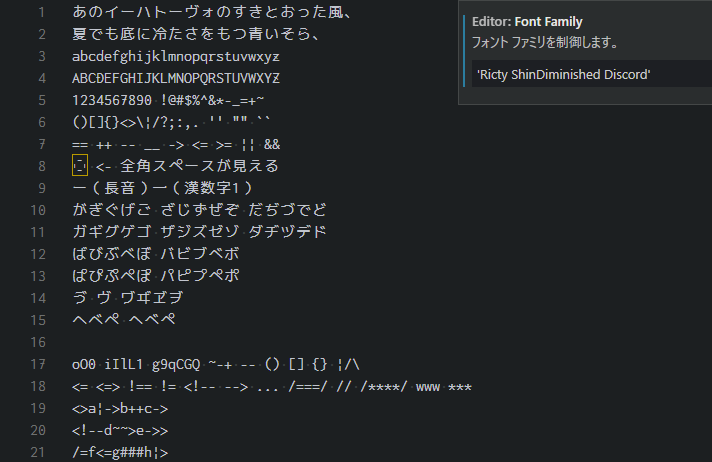 1 あのイーハトーヴォのすきとおった風、
2 夏でも底に冷たさをもつ青いそら、
3 abcdefghijklmnopqrstuvwxyz
4 ABCDEFGHIJKLMNOPQRSTUVWXYZ
5 1234567890 !@#$%^&*-_=+~
6 ()[]{}<>\¦/?;:,. '' "" ``
7 == ++ -- __ -> <= >= ¦¦ &&
8 　 <- 全角スペースが見える
9 ー(長音)一(漢数字1)
10 がぎぐげご ざじずぜぞ だぢづでど
11 ガギグゲゴ ザジズゼゾ ダヂヅデド
12 ばびぶべぼ バビブベボ
13 ぱぴぷぺぽ パピプペポ
14 ゔ ヴ ヷヸヹヺ
15 へべぺ ヘベペ
16
17 oO0 iIlL1 g9qCGQ ~-+ -- () [] {} ¦/\
18 <= <=> !== != <!-- --> ... /===/ // /****/ www ***
19 <>a¦->b++c->
20 <!--d~~>e->>
21 /=f<=g###h¦>
Editor: Font Family
フォント ファミリを制御します。
'Ricty ShinDiminished Discord'